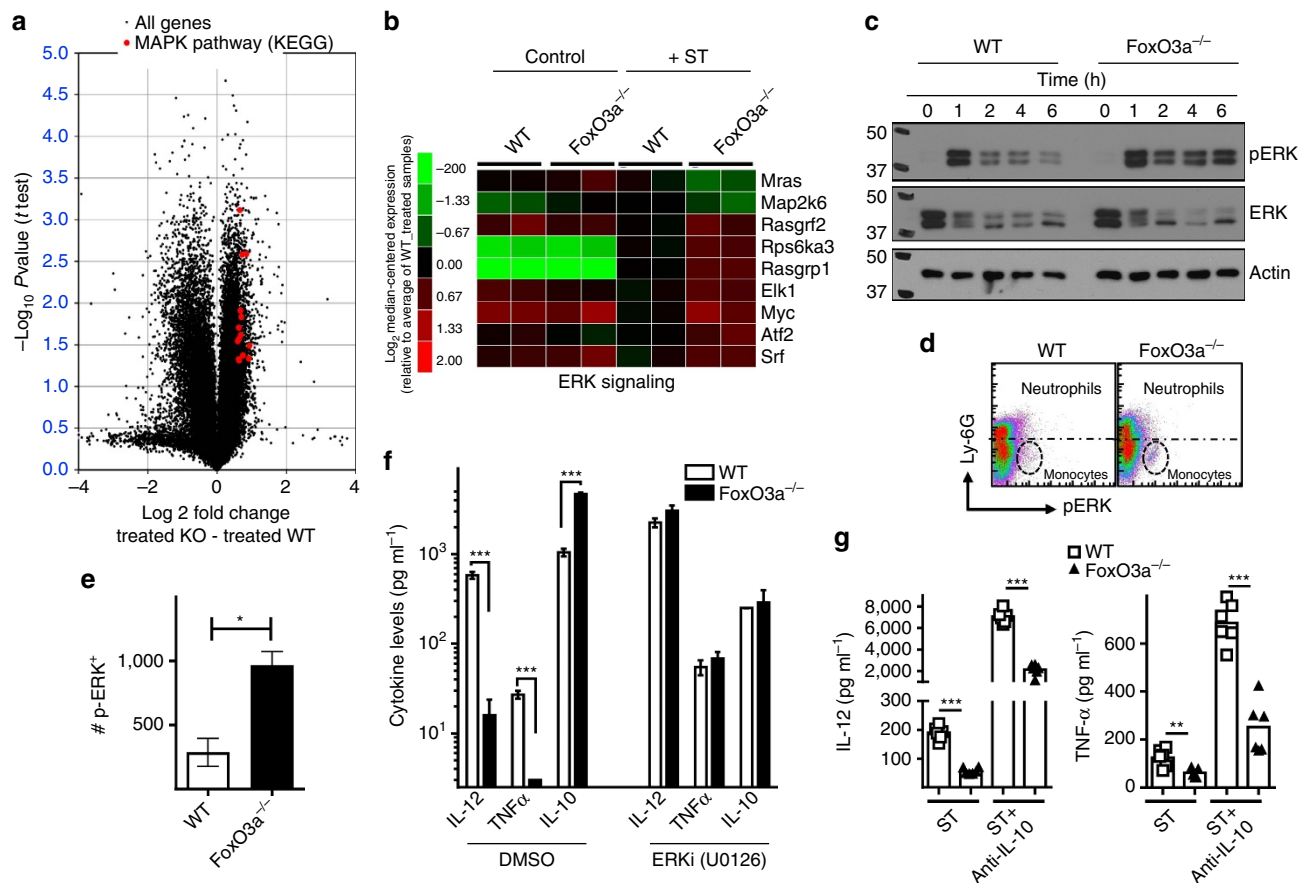 a
All genes
MAPK pathway (KEGG)
5.0
4.5
4.0
3.5
3.0
2.5
2.0
1.5
1.0
0.5
0.0
–Log10 Pvalue (t test)
−4
−2
0
2
4
Log 2 fold change
treated KO - treated WT
b
Control
+ ST
WT
FoxO3a–/–
WT
FoxO3a–/–
Log2 median-centered expression
(relative to average of WT_treated samples)
−200
−1.33
−0.67
0.00
0.67
1.33
2.00
Mras
Map2k6
Rasgrf2
Rps6ka3
Rasgrp1
Elk1
Myc
Atf2
Srf
ERK signaling
c
WT
FoxO3a–/–
Time (h)
0 1 2 4 6 0 1 2 4 6
50
37
pERK
50
37
ERK
37
Actin
d
WT
FoxO3a–/–
Neutrophils
Neutrophils
Monocytes
Monocytes
Ly-6G
pERK
e
*
1,000
500
# p-ERK+
WT
FoxO3a–/–
f
WT
FoxO3a–/–
***
***
***
10³
10²
10¹
Cytokine levels (pg ml–1)
IL-12
TNFα
IL-10
IL-12
TNFα
IL-10
DMSO
ERKi (U0126)
g
WT
FoxO3a–/–
IL-12 (pg ml–1)
8,000
6,000
4,000
2,000
300
200
100
***
***
ST
ST+
Anti-IL-10
TNF-α (pg ml–1)
600
400
200
0
**
***
ST
ST+
Anti-IL-10